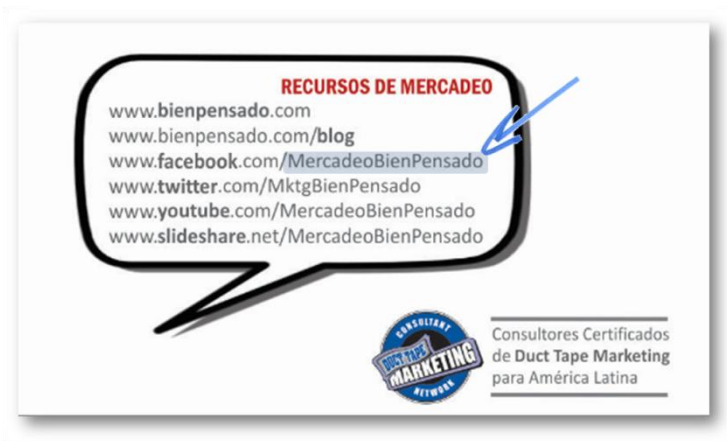 RECURSOS DE MERCADEO
www.bienpensado.com
www.bienpensado.com/blog
www.facebook.com/MercadeoBienPensado
www.twitter.com/MktgBienPensado
www.youtube.com/MercadeoBienPensado
www.slideshare.net/MercadeoBienPensado
CONSULTANT
DUCT TAPE
MARKETING
NETWORK
Consultores Certificados
de Duct Tape Marketing
para América Latina